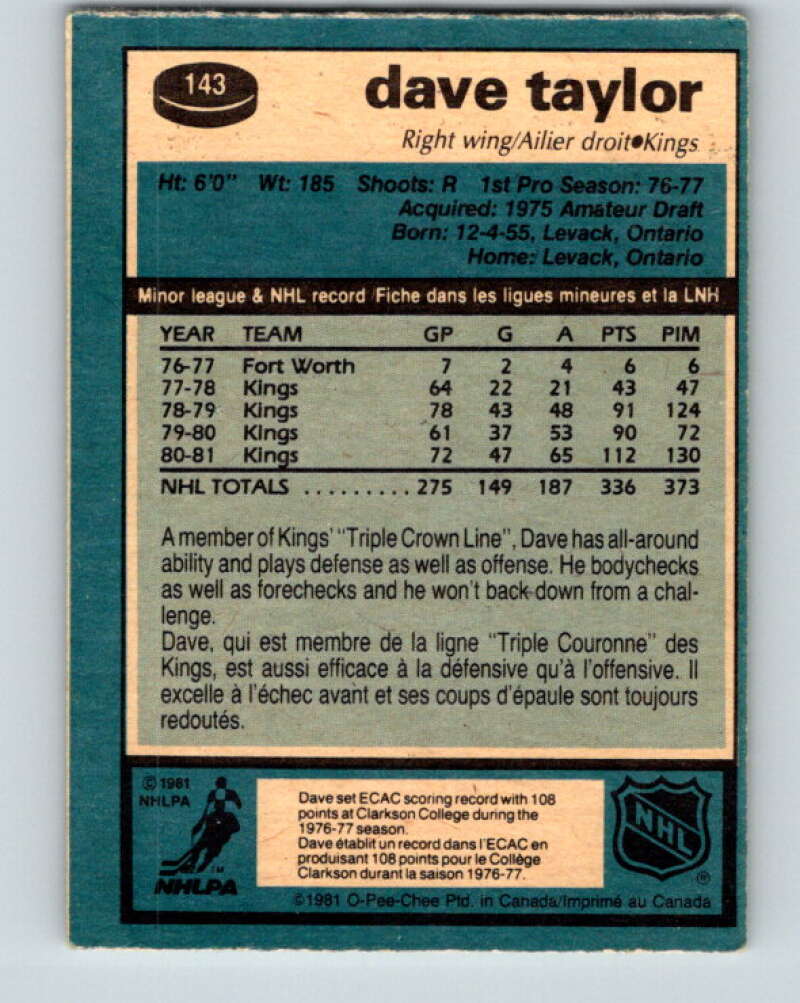 143
dave taylor
Right wing/Ailier droit●Kings
Ht: 6'0" Wt: 185 Shoots: R 1st Pro Season: 76-77
Acquired: 1975 Amateur Draft
Born: 12-4-55, Levack, Ontario
Home: Levack, Ontario
Minor league & NHL record/Fiche dans les ligues mineures et la LNH
YEAR TEAM GP G A PTS PIM
76-77 Fort Worth 7 2 4 6 6
77-78 Kings 64 22 21 43 47
78-79 Kings 78 43 48 91 124
79-80 Kings 61 37 53 90 72
80-81 Kings 72 47 65 112 130
NHL TOTALS .......... 275 149 187 336 373
A member of Kings' "Triple Crown Line", Dave has all-around
ability and plays defense as well as offense. He bodychecks
as well as forechecks and he won't back down from a chal-
lenge.
Dave, qui est membre de la ligne "Triple Couronne" des
Kings, est aussi efficace à la défensive qu'à l'offensive. Il
excelle à l'échec avant et ses coups d'épaule sont toujours
redoutés.
© 1981
NHLPA
TM
NHLPA
Dave set ECAC scoring record with 108
points at Clarkson College during the
1976-77 season.
Dave établit un record dans l'ECAC en
produisant 108 points pour le Collège
Clarkson durant la saison 1976-77.
NHL
®
©1981 O-Pee-Chee Ptd. in Canada/Imprimé au Canada